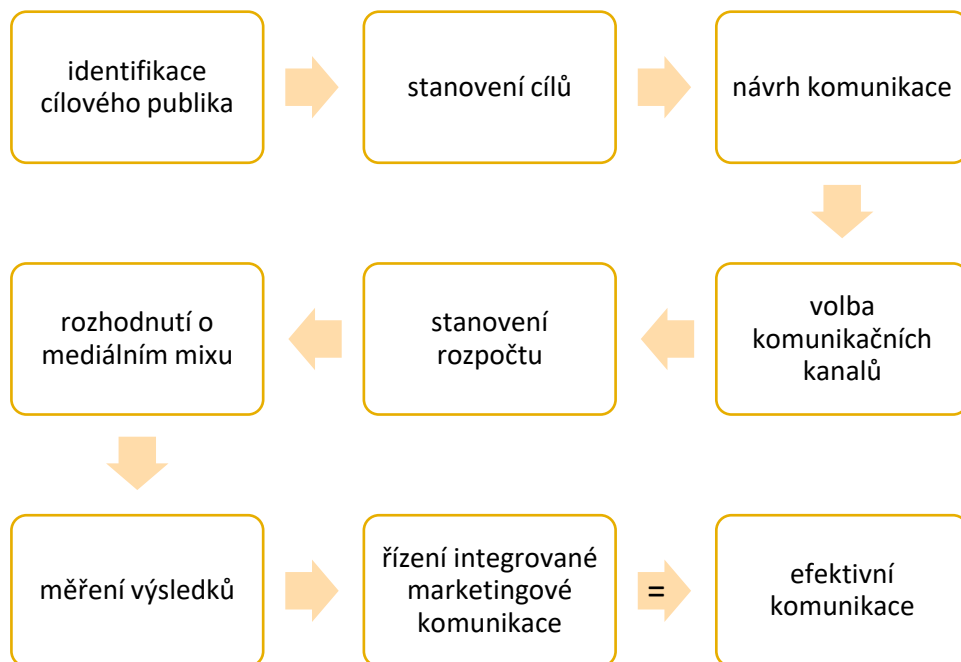 identifikace
cílového publika
stanovení cílů
návrh komunikace
volba
komunikačních
kanálů
stanovení
rozpočtu
rozhodnutí o
mediálním mixu
měření výsledků
řízení integrované
marketingové
komunikace
=
efektivní
komunikace